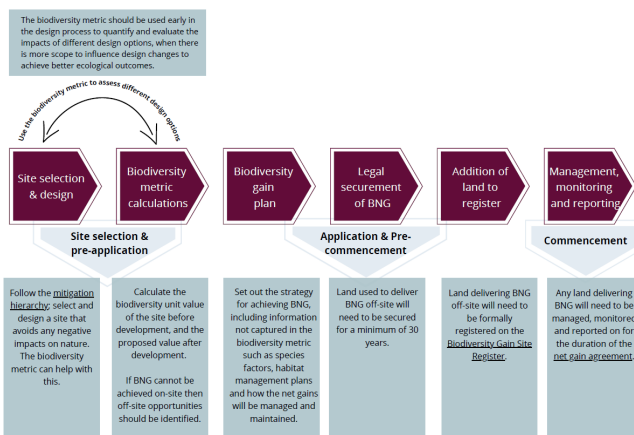 The biodiversity metric should be used early in
the design process to quantify and evaluate the
impacts of different design options, when there
is more scope to influence design changes to
achieve better ecological outcomes.
Use the biodiversity metric to assess different design options
Site selection
& design
Biodiversity
metric
calculations
Biodiversity
gain
plan
Legal
securement
of BNG
Addition of
land to
register
Management,
monitoring
and reporting
Site selection &
pre-application
Application & Pre-
commencement
Commencement
Follow the mitigation
hierarchy; select and
design a site that
avoids any negative
impacts on nature.
The biodiversity
metric can help with
this.
Calculate the
biodiversity unit value
of the site before
development, and the
proposed value after
development.
If BNG cannot be
achieved on-site then
off-site opportunities
should be identified.
Set out the strategy
for achieving BNG,
including information
not captured in the
biodiversity metric
such as species
factors, habitat
management plans
and how the net gains
will be managed and
maintained.
Land used to deliver
BNG off-site will
need to be secured
for a minimum of 30
years.
Land delivering BNG
off-site will need to
be formally
registered on the
Biodiversity Gain Site
Register.
Any land delivering
BNG will need to be
managed, monitored
and reported on for
the duration of the
net gain agreement.